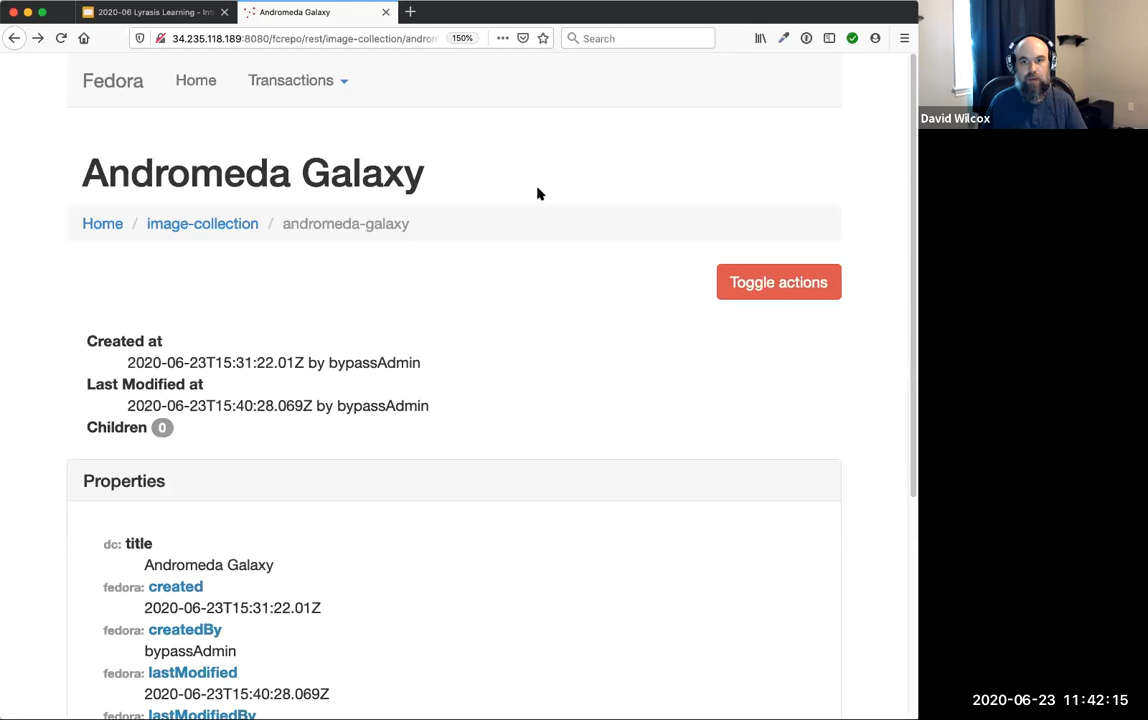 2020-06 Lyrasis Learning - Int
Andromeda Galaxy
34.235.118.189:8080/fcrepo/rest/image-collection/androm
150%
Search
Fedora
Home
Transactions
Andromeda Galaxy
Home / image-collection / andromeda-galaxy
Toggle actions
Created at
2020-06-23T15:31:22.01Z by bypassAdmin
Last Modified at
2020-06-23T15:40:28.069Z by bypassAdmin
Children 0
Properties
dc: title
Andromeda Galaxy
fedora: created
2020-06-23T15:31:22.01Z
fedora: createdBy
bypassAdmin
fedora: lastModified
2020-06-23T15:40:28.069Z
fedora: lastModifiedBy
David Wilcox
2020-06-23 11:42:15